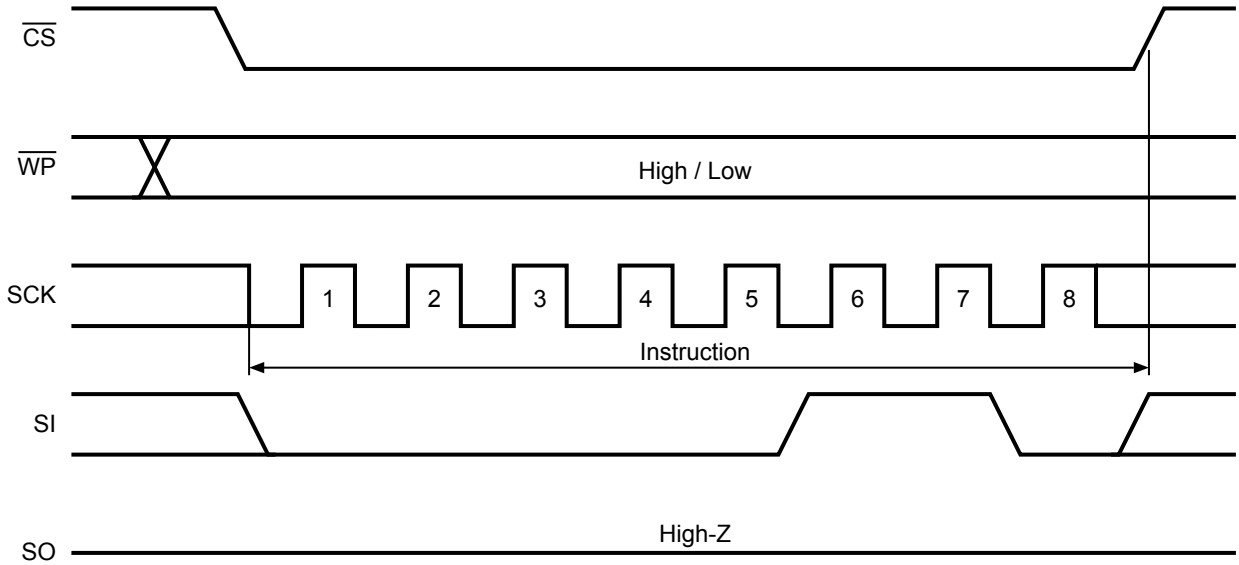 CS
WP
High / Low
SCK
1 2 3 4 5 6 7 8
Instruction
SI
High-Z
SO